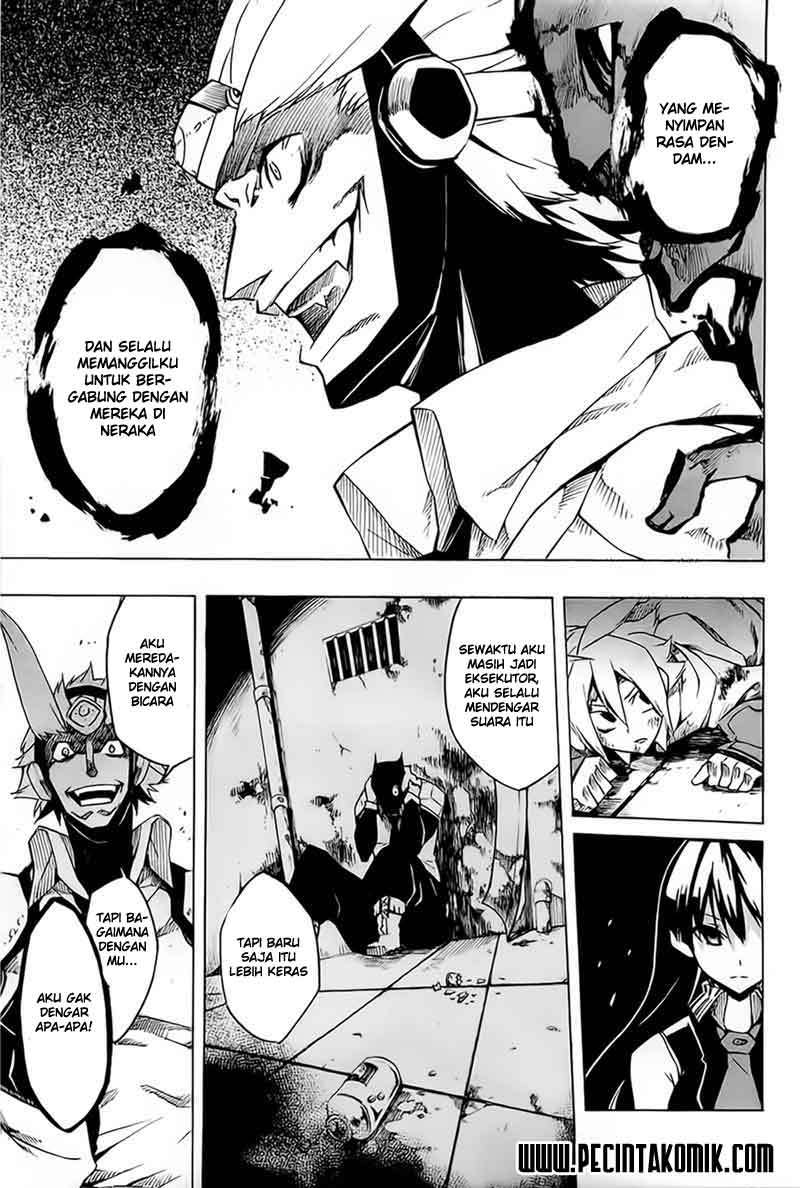 YANG ME-
NYIMPAN
RASA DEN-
DAM...
DAN SELALU
MEMANGGILKU
UNTUK BER-
GABUNG DENGAN
MEREKA DI
NERAKA
SEWAKTU AKU
MASIH JADI
EKSEKUTOR,
AKU SELALU
MENDENGAR
SUARA ITU
TAPI BARU
SAJA ITU
LEBIH KERAS
AKU
MEREDA-
KANNYA
DENGAN
BICARA
TAPI BA-
GAIMANA
DENGAN
MU...
AKU GAK
DENGAR
APA-APA!
WWW.PECINTAKOMIK.COM